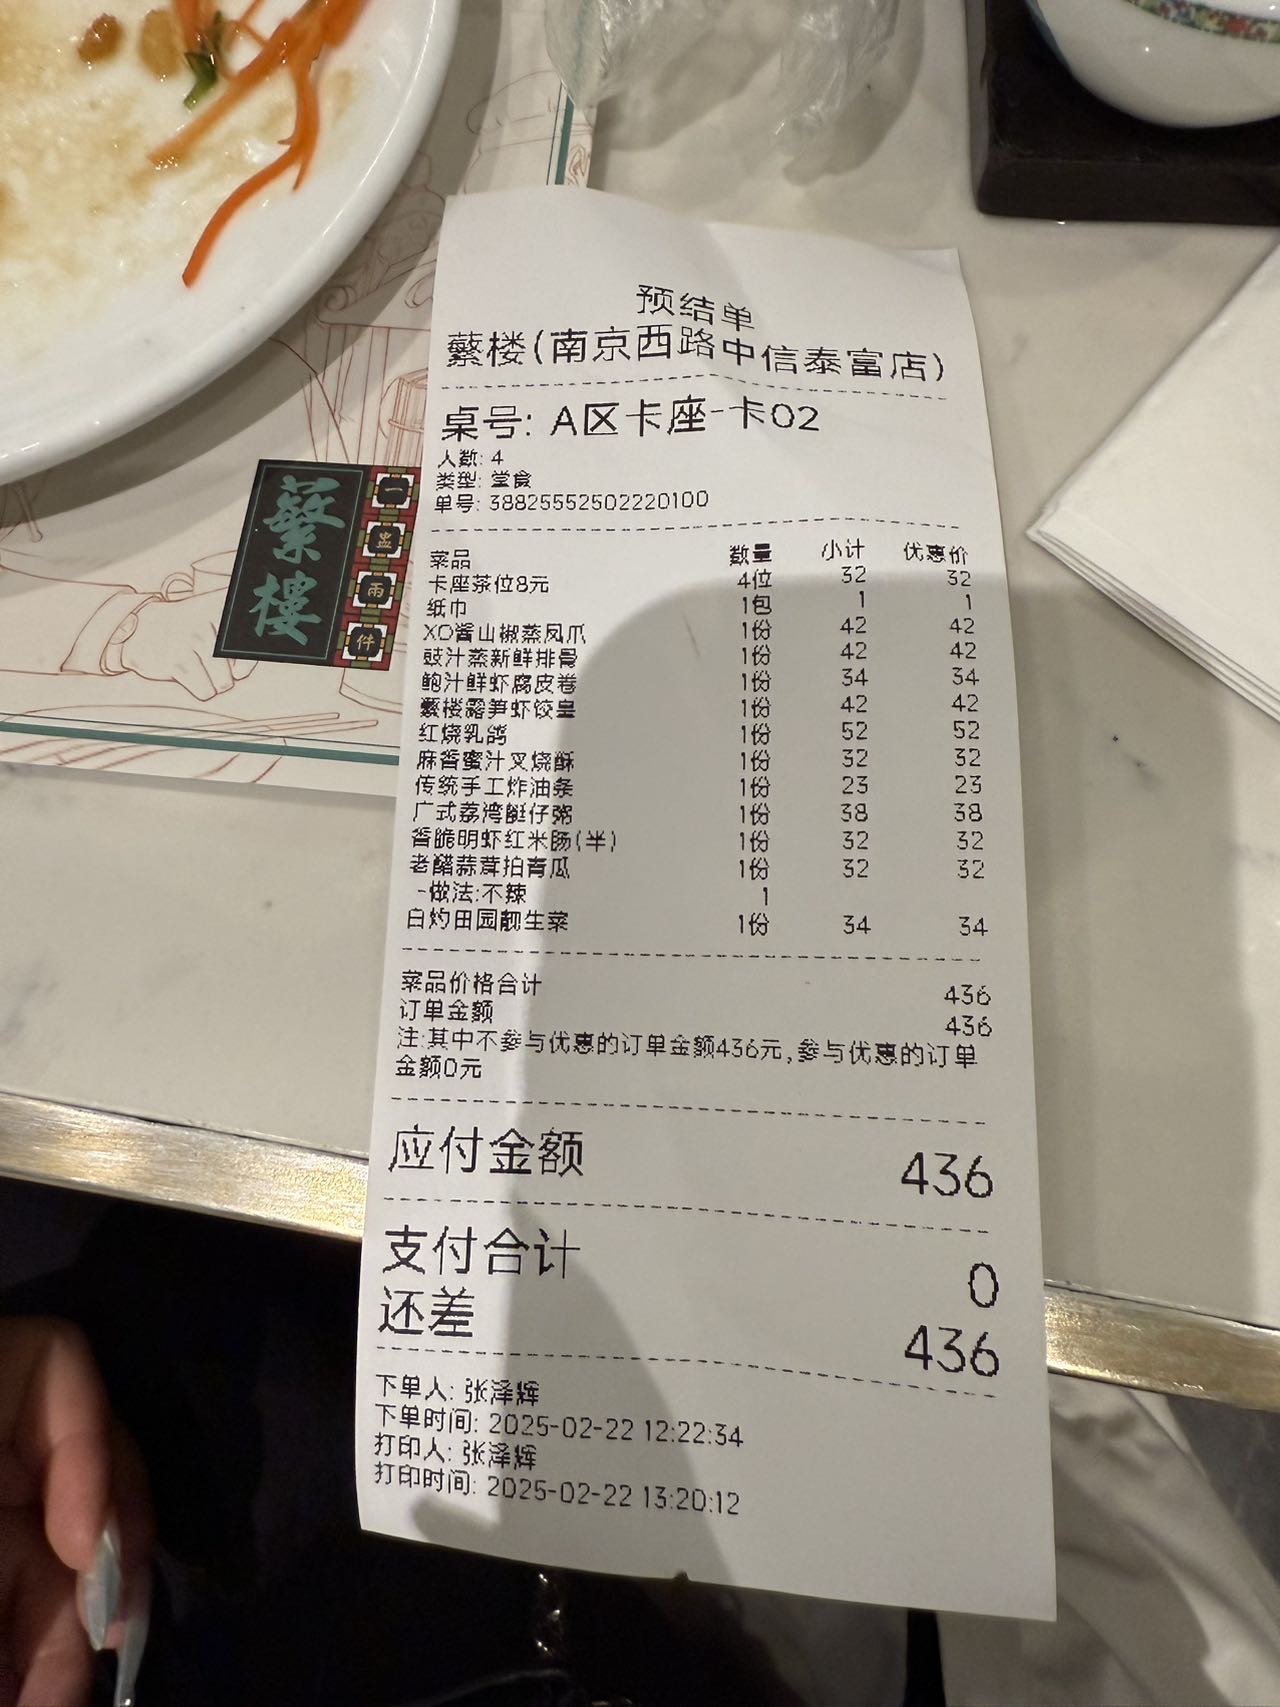 预结单
蘩楼(南京西路中信泰富店)
桌号: A区卡座-卡02
人数: 4
类型: 堂食
单号: 38825552502220100
菜品 数量 小计 优惠价
卡座茶位8元 4位 32 32
纸巾 1包 1 1
XO酱山椒蒸凤爪 1份 42 42
豉汁蒸新鲜排骨 1份 42 42
鲍汁鲜虾腐皮卷 1份 34 34
蘩楼露笋虾饺皇 1份 42 42
红烧乳鸽 1份 52 52
麻香蜜汁叉烧酥 1份 32 32
传统手工炸油条 1份 23 23
广式荔湾艇仔粥 1份 38 38
香脆明虾红米肠(半) 1份 32 32
老醋蒜茸拍青瓜 1份 32 32
-做法:不辣 1
白灼田园靓生菜 1份 34 34
菜品价格合计 436
订单金额 436
注:其中不参与优惠的订单金额436元,参与优惠的订单
金额0元
应付金额 436
支付合计 0
还差 436
下单人: 张泽辉
下单时间: 2025-02-22 12:22:34
打印人: 张泽辉
打印时间: 2025-02-22 13:20:12
蘩樓
一盅兩件